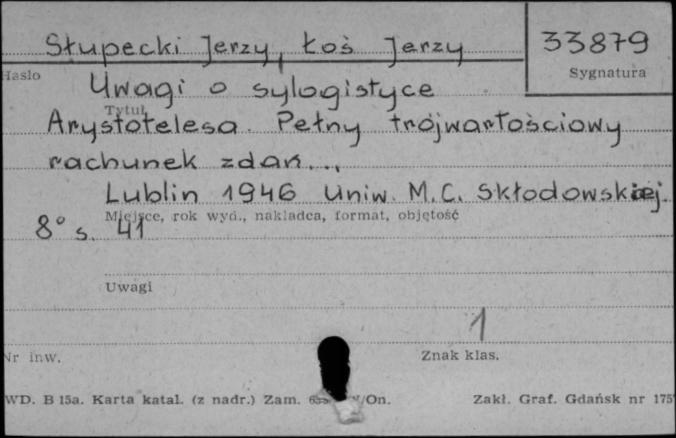 Słupecki Jerzy, Łoś Jerzy
33879
Hasło
Sygnatura
Uwagi o sylogistyce
Tytuł
Arystotelesa. Pełny trójwartościowy
rachunek zdań...,
Lublin 1946 Uniw. M.C. Skłodowskiej.
Miejsce, rok wyd., nakładca, format, objętość
8° s. 41
Uwagi
1
Nr inw.
Znak klas.
WD. B 15a. Karta katal. (z nadr.) Zam. /On.
Zakł. Graf. Gdańsk nr 175